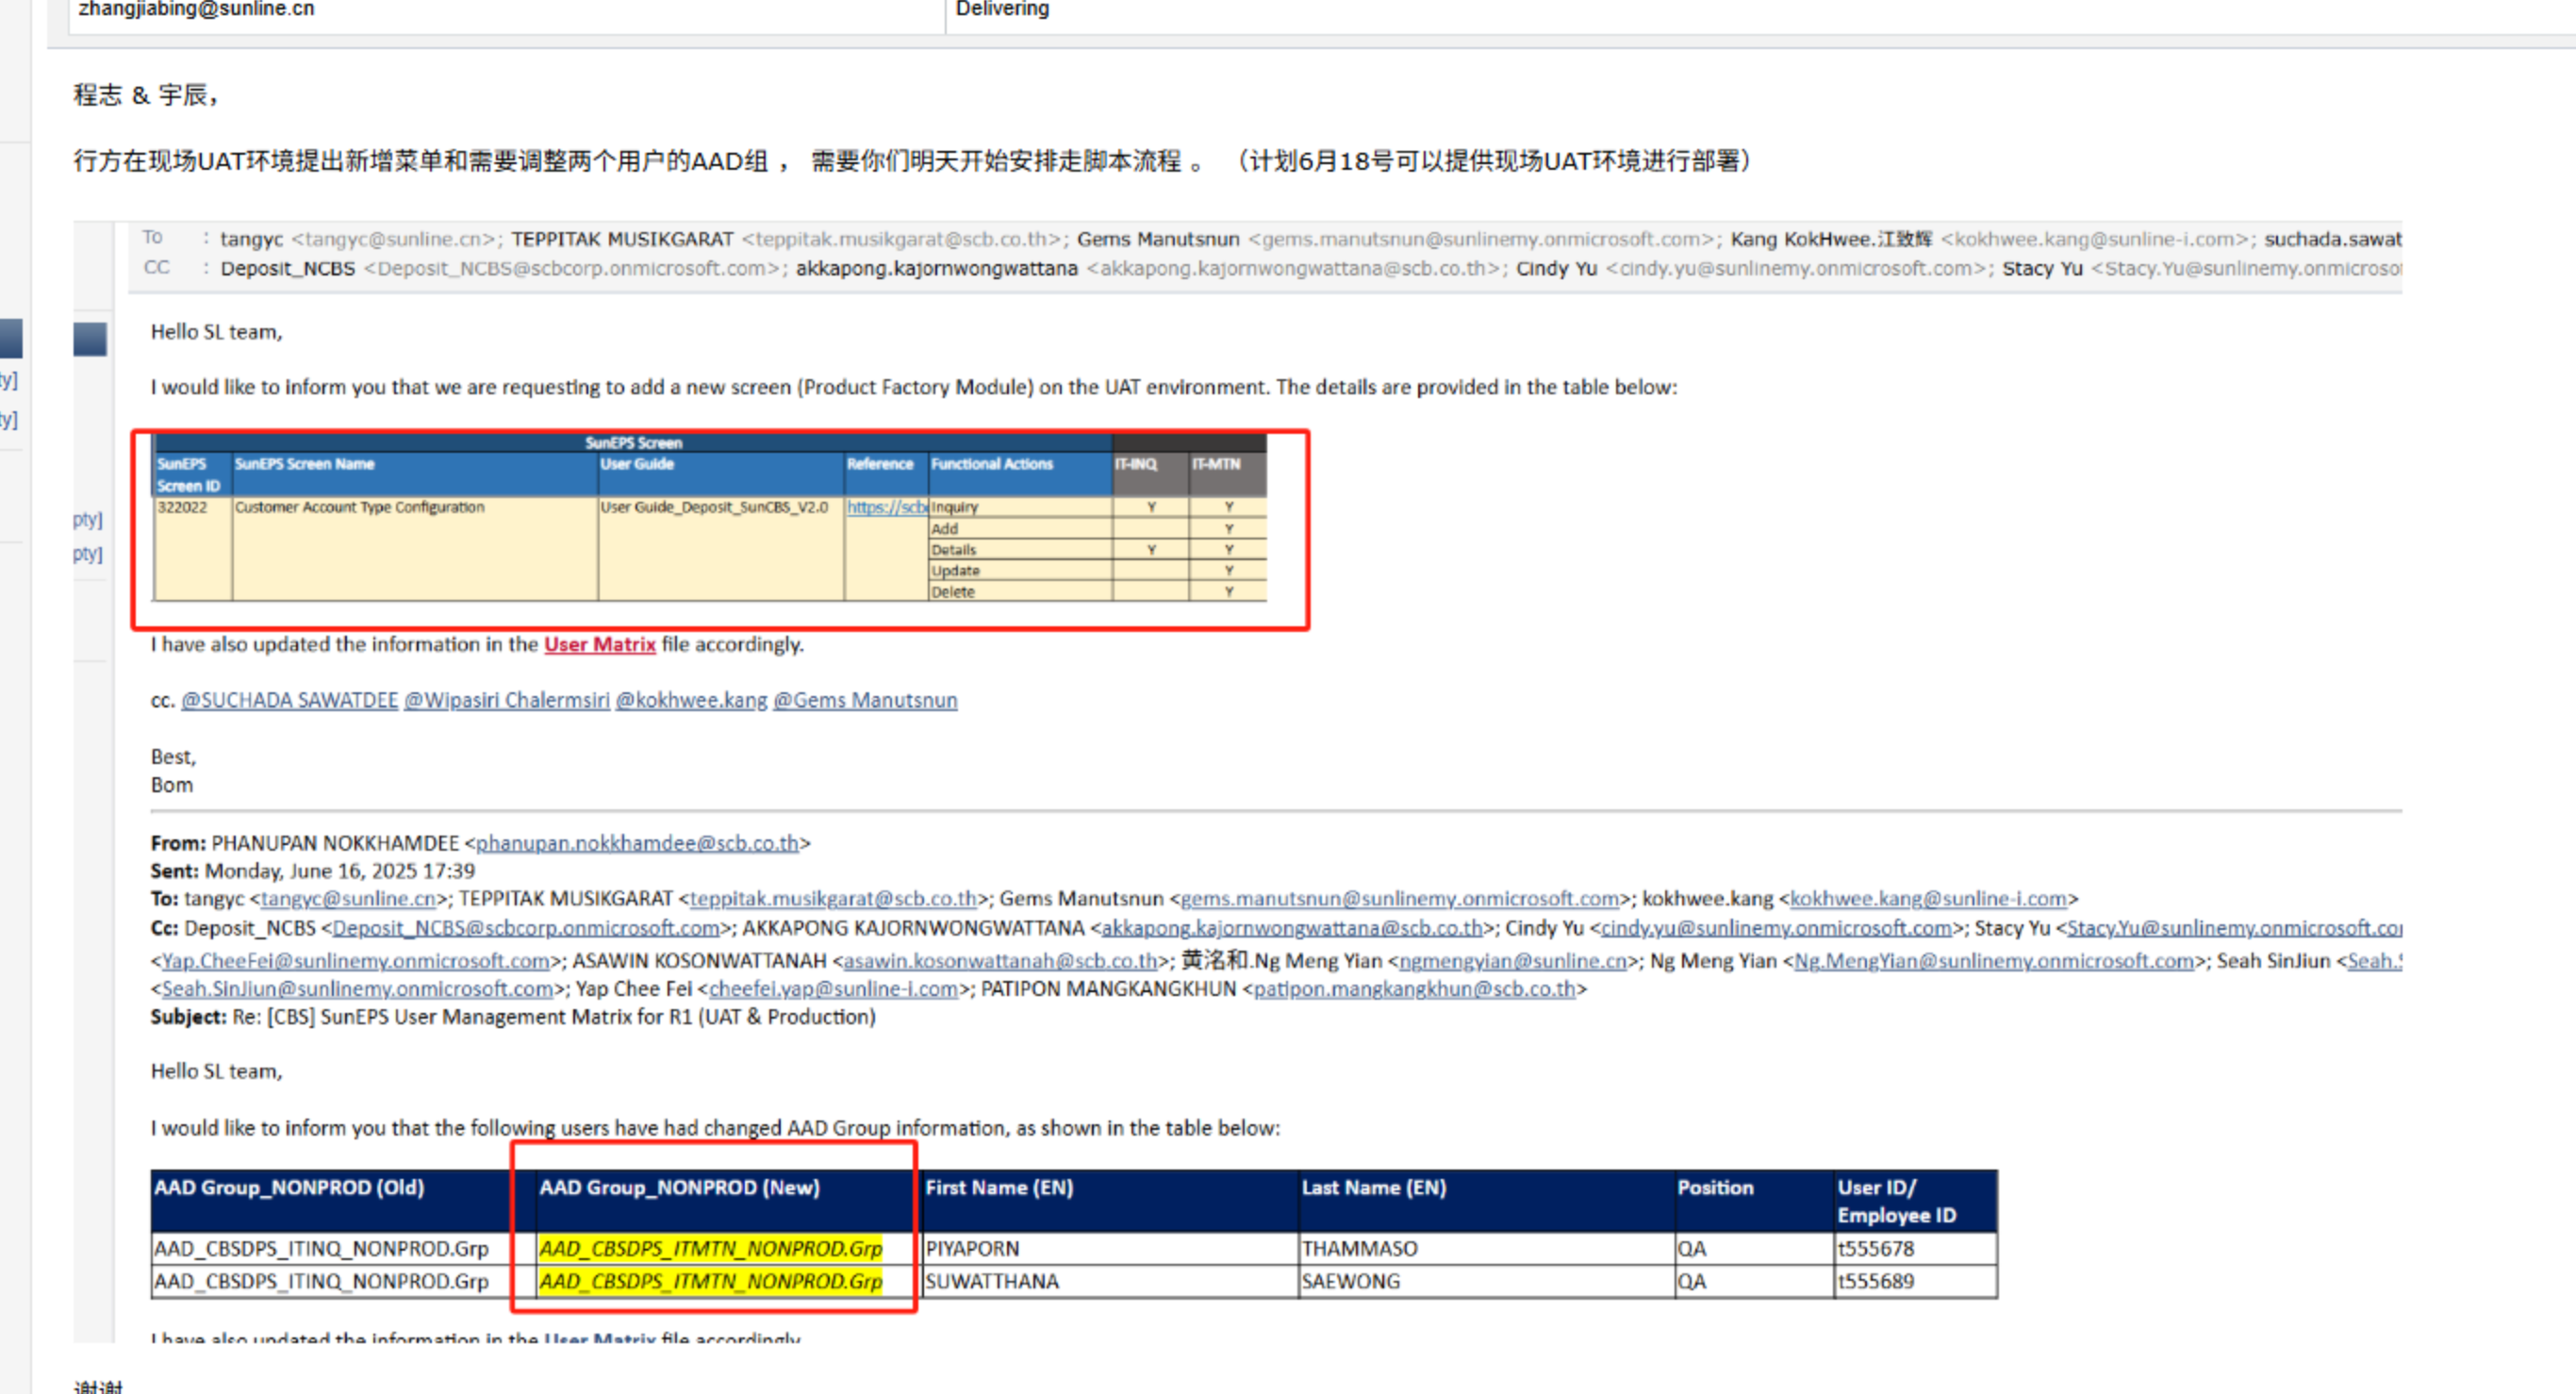 zhangjiabing@sunline.cn Delivering
程志 & 宇辰，
行方在现场UAT环境提出新增菜单和需要调整两个用户的AAD组 ， 需要你们明天开始安排走脚本流程 。 （计划6月18号可以提供现场UAT环境进行部署）
To : tangyc <tangyc@sunline.cn>; TEPPITAK MUSIKGARAT <teppitak.musikgarat@scb.co.th>; Gems Manutsnun <gems.manutsnun@sunlinemy.onmicrosoft.com>; Kang KokHwee.江致辉 <kokhwee.kang@sunline-i.com>; suchada.sawat
CC : Deposit_NCBS <Deposit_NCBS@scbcorp.onmicrosoft.com>; akkapong.kajornwongwattana <akkapong.kajornwongwattana@scb.co.th>; Cindy Yu <cindy.yu@sunlinemy.onmicrosoft.com>; Stacy Yu <Stacy.Yu@sunlinemy.onmicrosof
Hello SL team,
ty]
I would like to inform you that we are requesting to add a new screen (Product Factory Module) on the UAT environment. The details are provided in the table below:
ty]
SunEPS Screen
SunEPS Screen ID SunEPS Screen Name User Guide Reference Functional Actions IT-INQ IT-MTN
322022 Customer Account Type Configuration User Guide_Deposit_SunCBS_V2.0 https://scb Inquiry Y Y
pty]
Add Y
Details Y Y
pty]
Update Y
Delete Y
I have also updated the information in the User Matrix file accordingly.
cc. @SUCHADA SAWATDEE @Wipasiri Chalermsiri @kokhwee.kang @Gems Manutsnun
Best,
Bom
From: PHANUPAN NOKKHAMDEE <phanupan.nokkhamdee@scb.co.th>
Sent: Monday, June 16, 2025 17:39
To: tangyc <tangyc@sunline.cn>; TEPPITAK MUSIKGARAT <teppitak.musikgarat@scb.co.th>; Gems Manutsnun <gems.manutsnun@sunlinemy.onmicrosoft.com>; kokhwee.kang <kokhwee.kang@sunline-i.com>
Cc: Deposit_NCBS <Deposit_NCBS@scbcorp.onmicrosoft.com>; AKKAPONG KAJORNWONGWATTANA <akkapong.kajornwongwattana@scb.co.th>; Cindy Yu <cindy.yu@sunlinemy.onmicrosoft.com>; Stacy Yu <Stacy.Yu@sunlinemy.onmicrosoft.co
<Yap.CheeFei@sunlinemy.onmicrosoft.com>; ASAWIN KOSONWATTANAH <asawin.kosonwattanah@scb.co.th>; 黄洺和.Ng Meng Yian <ngmengyian@sunline.cn>; Ng Meng Yian <Ng.MengYian@sunlinemy.onmicrosoft.com>; Seah SinJiun <Seah.S
<Seah.SinJiun@sunlinemy.onmicrosoft.com>; Yap Chee Fei <cheefei.yap@sunline-i.com>; PATIPON MANGKANGKHUN <patipon.mangkangkhun@scb.co.th>
Subject: Re: [CBS] SunEPS User Management Matrix for R1 (UAT & Production)
Hello SL team,
I would like to inform you that the following users have had changed AAD Group information, as shown in the table below:
AAD Group_NONPROD (Old) AAD Group_NONPROD (New) First Name (EN) Last Name (EN) Position User ID/ Employee ID
AAD_CBSDPS_ITINQ_NONPROD.Grp AAD_CBSDPS_ITMTN_NONPROD.Grp PIYAPORN THAMMASO QA t555678
AAD_CBSDPS_ITINQ_NONPROD.Grp AAD_CBSDPS_ITMTN_NONPROD.Grp SUWATTHANA SAEWONG QA t555689
I have also updated the information in the User Matrix file accordingly
谢谢